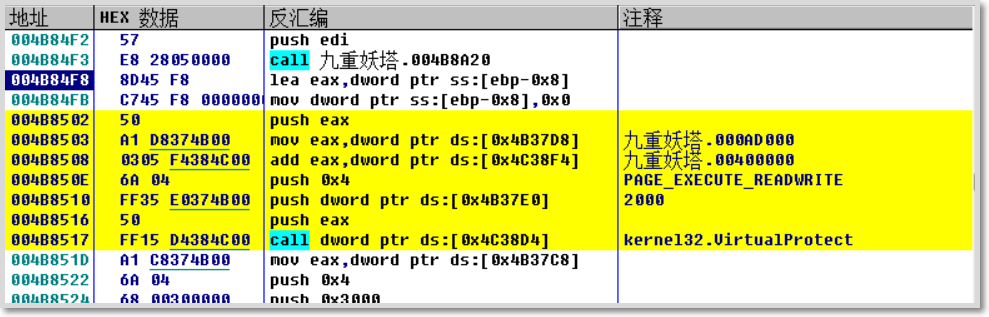 地址 HEX 数据 反汇编 注释
004B84F2 57 push edi
004B84F3 E8 28050000 call 九重妖塔.004B8A20
004B84F8 8D45 F8 lea eax,dword ptr ss:[ebp-0x8]
004B84FB C745 F8 0000000 mov dword ptr ss:[ebp-0x8],0x0
004B8502 50 push eax
004B8503 A1 D8374B00 mov eax,dword ptr ds:[0x4B37D8] 九重妖塔.000AD000
004B8508 0305 F4384C00 add eax,dword ptr ds:[0x4C38F4] 九重妖塔.00400000
004B850E 6A 04 push 0x4 PAGE_EXECUTE_READWRITE
004B8510 FF35 E0374B00 push dword ptr ds:[0x4B37E0] 2000
004B8516 50 push eax
004B8517 FF15 D4384C00 call dword ptr ds:[0x4C38D4] kernel32.VirtualProtect
004B851D A1 C8374B00 mov eax,dword ptr ds:[0x4B37C8]
004B8522 6A 04 push 0x4
004B8524 68 00300000 push 0x3000